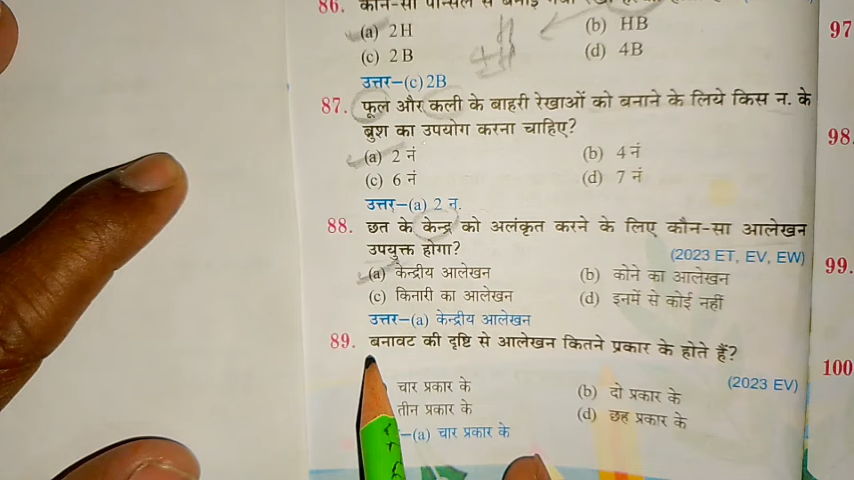 86. कौन-सी पेन्सिल से बनाई
(a) 2H
(b) HB
(c) 2B
(d) 4B
उत्तर–(c) 2B
87. फूल और कली के बाहरी रेखाओं को बनाने के लिये किस न. के
ब्रुश का उपयोग करना चाहिए?
(a) 2 नं
(b) 4 नं
(c) 6 नं
(d) 7 नं
उत्तर–(a) 2 न.
88. छत के केन्द्र को अलंकृत करने के लिए कौन-सा आलेखन
उपयुक्त होगा?
(2023 ET, EV, EW)
(a) केन्द्रीय आलेखन
(b) कोने का आलेखन
(c) किनारी का आलेखन
(d) इनमें से कोई नहीं
उत्तर–(a) केन्द्रीय आलेखन
89. बनावट की दृष्टि से आलेखन कितने प्रकार के होते हैं?
(2023 EV)
चार प्रकार के
(b) दो प्रकार के
तीन प्रकार के
(d) छह प्रकार के
–(a) चार प्रकार के
97
98.
99.
100